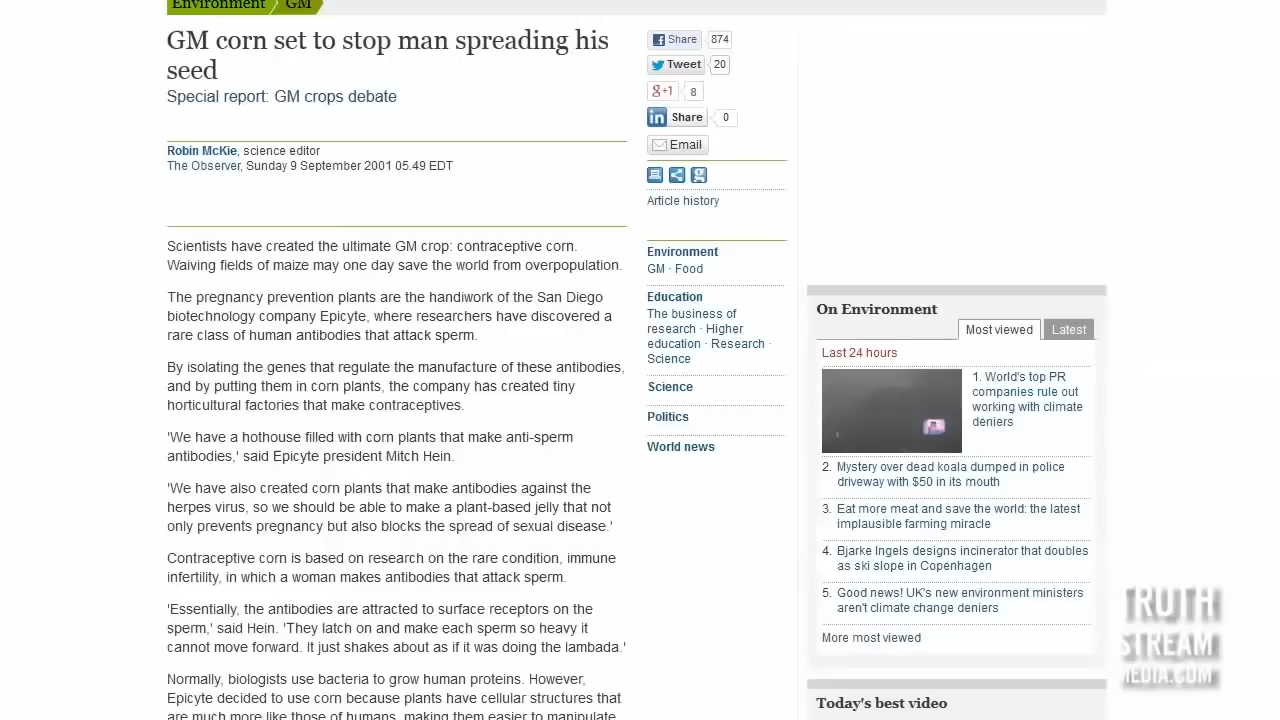 Environment
GM
GM corn set to stop man spreading his
seed
Special report: GM crops debate
Robin McKie, science editor
The Observer, Sunday 9 September 2001 05.49 EDT
Scientists have created the ultimate GM crop: contraceptive corn.
Waiving fields of maize may one day save the world from overpopulation.
The pregnancy prevention plants are the handiwork of the San Diego
biotechnology company Epicyte, where researchers have discovered a
rare class of human antibodies that attack sperm.
By isolating the genes that regulate the manufacture of these antibodies,
and by putting them in corn plants, the company has created tiny
horticultural factories that make contraceptives.
'We have a hothouse filled with corn plants that make anti-sperm
antibodies,' said Epicyte president Mitch Hein.
'We have also created corn plants that make antibodies against the
herpes virus, so we should be able to make a plant-based jelly that not
only prevents pregnancy but also blocks the spread of sexual disease.'
Contraceptive corn is based on research on the rare condition, immune
infertility, in which a woman makes antibodies that attack sperm.
'Essentially, the antibodies are attracted to surface receptors on the
sperm,' said Hein. 'They latch on and make each sperm so heavy it
cannot move forward. It just shakes about as if it was doing the lambada.'
Normally, biologists use bacteria to grow human proteins. However,
Epicyte decided to use corn because plants have cellular structures that
are much more like those of humans, making them easier to manipulate.
Share 874
Tweet 20
g+1 8
in Share 0
Email
g
Article history
Environment
GM · Food
Education
The business of
research · Higher
education · Research ·
Science
Science
Politics
World news
On Environment
Most viewed
Latest
Last 24 hours
1. World's top PR
companies rule out
working with climate
deniers
2. Mystery over dead koala dumped in police
driveway with $50 in its mouth
3. Eat more meat and save the world: the latest
implausible farming miracle
4. Bjarke Ingels designs incinerator that doubles
as ski slope in Copenhagen
5. Good news! UK's new environment ministers
aren't climate change deniers
More most viewed
Today's best video
TRUTH
STREAM
MEDIA.COM